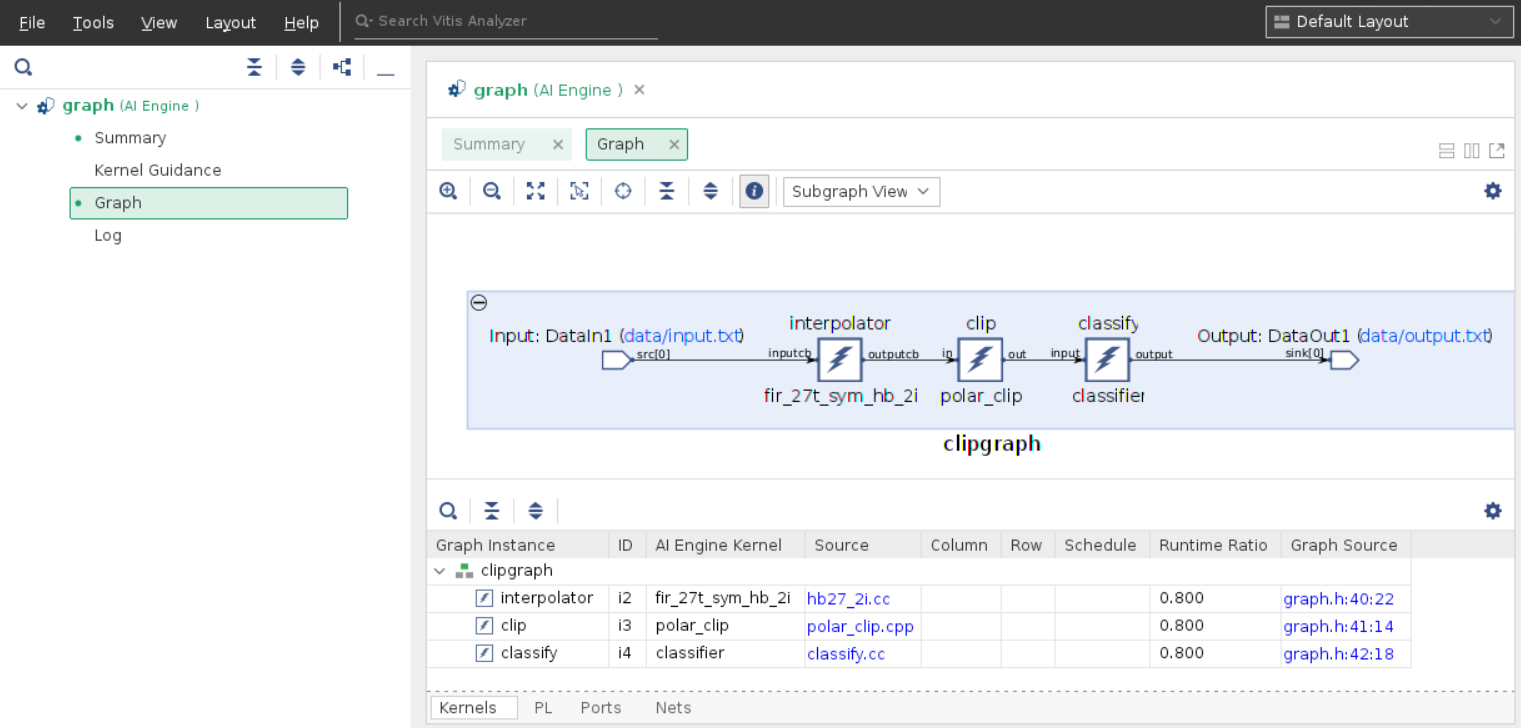 File Tools View Layout Help Search Vitis Analyzer Default Layout
graph (AI Engine )
Summary
Kernel Guidance
Graph
Log
graph (AI Engine )
Summary Graph
Subgraph View
interpolator clip classify
Input: DataIn1 (data/input.txt) Output: DataOut1 (data/output.txt)
src[0] inputcb outputcb in out input output sink[0]
fir_27t_sym_hb_2i polar_clip classifier
clipgraph
Graph Instance ID AI Engine Kernel Source Column Row Schedule Runtime Ratio Graph Source
clipgraph
interpolator i2 fir_27t_sym_hb_2i hb27_2i.cc 0.800 graph.h:40:22
clip i3 polar_clip polar_clip.cpp 0.800 graph.h:41:14
classify i4 classifier classify.cc 0.800 graph.h:42:18
Kernels PL Ports Nets